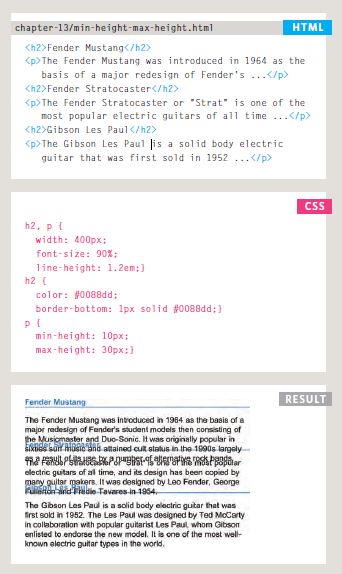 chapter-13/min-height-max-height.html
HTML
<h2>Fender Mustang</h2>
<p>The Fender Mustang was introduced in 1964 as the
basis of a major redesign of Fender's ...</p>
<h2>Fender Stratocaster</h2>
<p>The Fender Stratocaster or "Strat" is one of the
most popular electric guitars of all time ...</p>
<h2>Gibson Les Paul</h2>
<p>The Gibson Les Paul is a solid body electric
guitar that was first sold in 1952 ...</p>
CSS
h2, p {
width: 400px;
font-size: 90%;
line-height: 1.2em;}
h2 {
color: #0088dd;
border-bottom: 1px solid #0088dd;}
p {
min-height: 10px;
max-height: 30px;}
RESULT
Fender Mustang
The Fender Mustang was introduced in 1964 as the basis of a
major redesign of Fender's student models then consisting of
the Musicmaster and Duo-Sonic. It was originally popular in
sixties surf music and attained cult status in the 1990s largely
Fender Stratocaster
as a result of its use by a number of alternative rock bands.
The Fender Stratocaster or "Strat" is one of the most popular
electric guitars of all time, and its design has been copied by
many guitar makers. It was designed by Leo Fender, George
Gibson Les Paul
Fullerton and Fredie Tavares in 1954.
The Gibson Les Paul is a solid body electric guitar that was
first sold in 1952. The Les Paul was designed by Ted McCarty
in collaboration with popular guitarist Les Paul, whom Gibson
enlisted to endorse the new model. It is one of the most well-
known electric guitar types in the world.